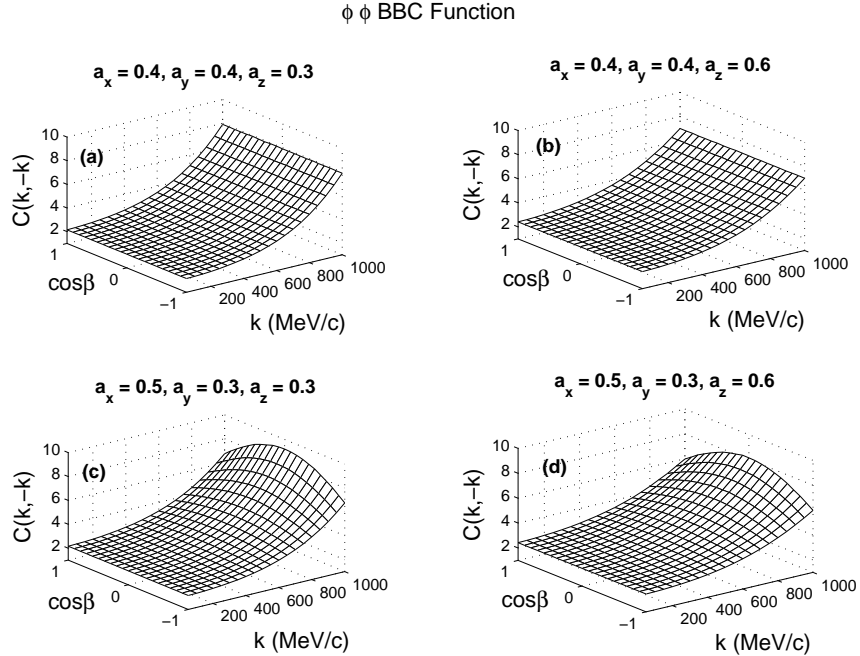 ϕ ϕ BBC Function
a_x = 0.4, a_y = 0.4, a_z = 0.3
(a)
C(k,−k)
10
8
6
4
2
1
0
−1
cosβ
200
400
600
800
1000
k (MeV/c)
a_x = 0.4, a_y = 0.4, a_z = 0.6
(b)
C(k,−k)
10
8
6
4
2
1
0
−1
cosβ
200
400
600
800
1000
k (MeV/c)
a_x = 0.5, a_y = 0.3, a_z = 0.3
(c)
C(k,−k)
10
8
6
4
2
1
0
−1
cosβ
200
400
600
800
1000
k (MeV/c)
a_x = 0.5, a_y = 0.3, a_z = 0.6
(d)
C(k,−k)
10
8
6
4
2
1
0
−1
cosβ
200
400
600
800
1000
k (MeV/c)